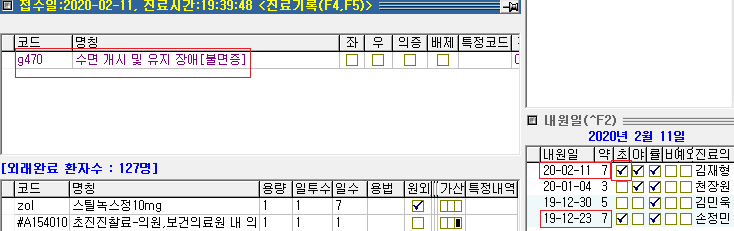 접수일:2020-02-11, 진료시간:19:39:48 <진료기록(F4,F5)>
코드 명칭 좌 우 의증 배제 특정코드
g470 수면 개시 및 유지 장애[불면증]
[외래완료 환자수 : 127명]
코드 명칭 용량 일투수 일수 용법 원외 가산 특정내역
zol 스틸녹스정10mg 1 1 7
#A154010 초진진찰료-의원,보건의료원 내 의 1 1 1
내원일(^F2)
2020년 2월 11일
내원일 약 초 야 률 비 예 오 진료의
20-02-11 7 김재형
20-01-04 3 천장원
19-12-30 5 김민욱
19-12-23 7 손정민